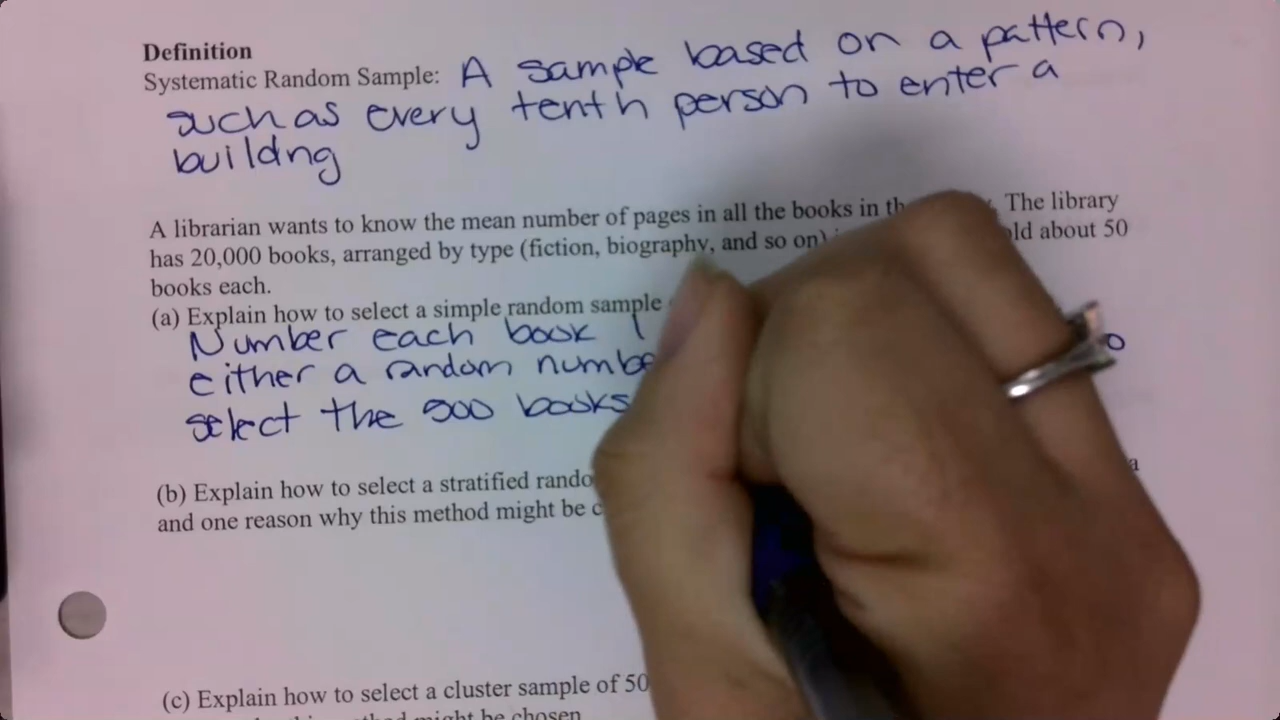 Definition
Systematic Random Sample: A sample based on a pattern,
such as every tenth person to enter a
buildng
A librarian wants to know the mean number of pages in all the books in the The library
has 20,000 books, arranged by type (fiction, biography, and so on) about 50
books each.
(a) Explain how to select a simple random sample
Number each book
either a random
select the 500 books
(b) Explain how to select a stratified a
and one reason why this method might be
(c) Explain how to select a cluster sample of
might be chosen